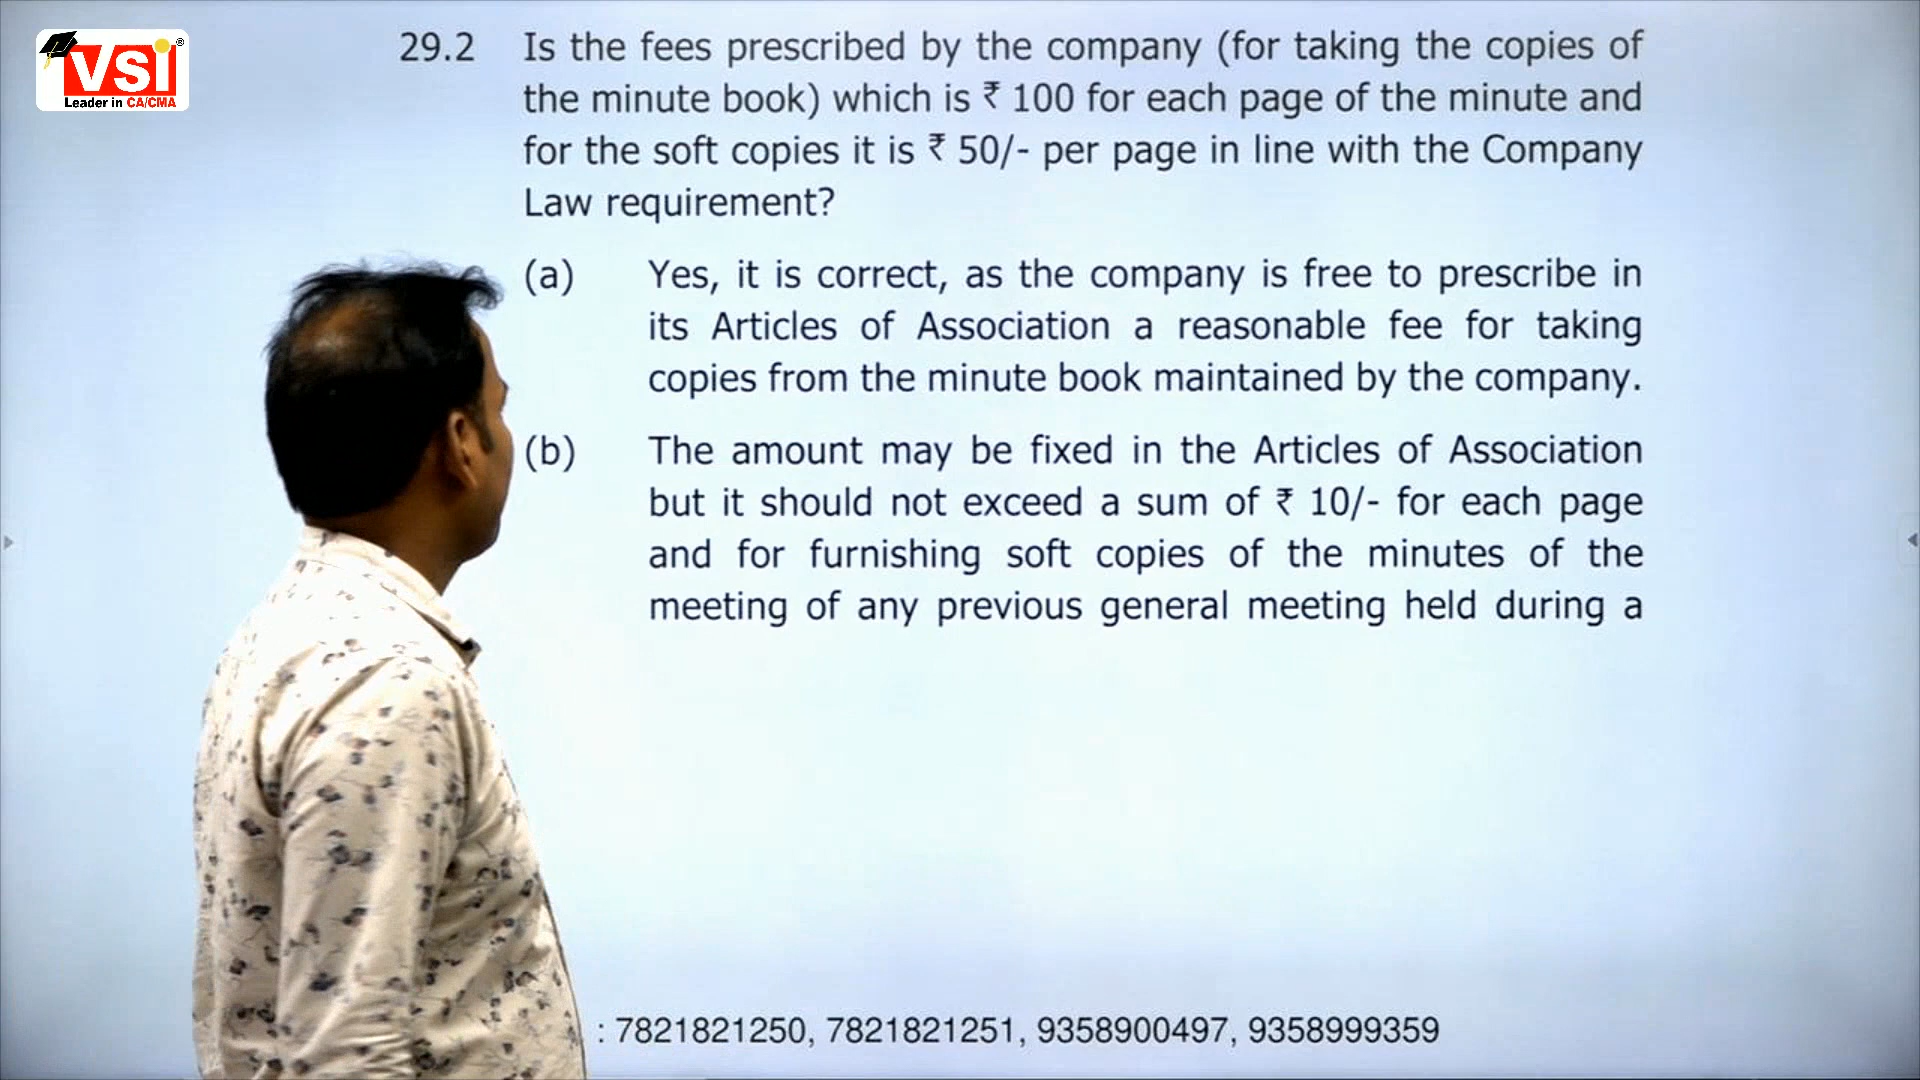 VSI
Leader in CA/CMA
29.2 Is the fees prescribed by the company (for taking the copies of
the minute book) which is ₹ 100 for each page of the minute and
for the soft copies it is ₹ 50/- per page in line with the Company
Law requirement?
(a) Yes, it is correct, as the company is free to prescribe in
its Articles of Association a reasonable fee for taking
copies from the minute book maintained by the company.
(b) The amount may be fixed in the Articles of Association
but it should not exceed a sum of ₹ 10/- for each page
and for furnishing soft copies of the minutes of the
meeting of any previous general meeting held during a
: 7821821250, 7821821251, 9358900497, 9358999359